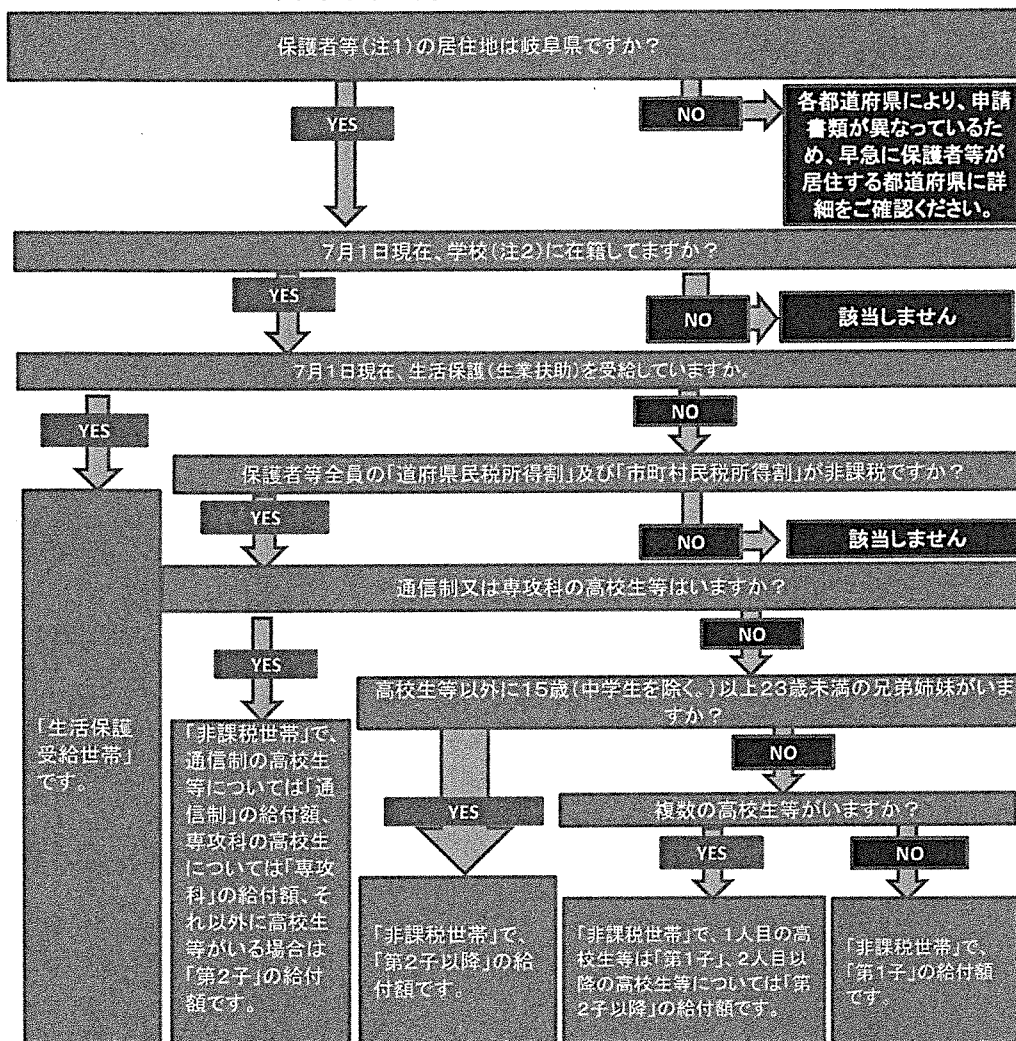 保護者等(注1)の居住地は岐阜県ですか？
YES
NO
各都道府県により、申請
書類が異なっているた
め、早急に保護者等が
居住する都道府県に詳
細をご確認ください。
7月1日現在、学校(注2)に在籍してますか？
YES
NO
該当しません
7月1日現在、生活保護(生業扶助)を受給していますか。
YES
NO
保護者等全員の「道府県民税所得割」及び「市町村民税所得割」が非課税ですか？
YES
NO
該当しません
通信制又は専攻科の高校生等はいますか？
YES
NO
高校生等以外に15歳(中学生を除く。)以上23歳未満の兄弟姉妹がいま
すか？
YES
NO
複数の高校生等がいますか？
YES
NO
「生活保護
受給世帯」
です。
「非課税世帯」で、
通信制の高校生
等については「通
信制」の給付額、
専攻科の高校生
については「専攻
科」の給付額、そ
れ以外に高校生
等がいる場合は
「第2子」の給付
額です。
「非課税世帯」で、
「第2子以降」の給
付額です。
「非課税世帯」で、1人目の高
校生等は「第1子」、2人目以
降の高校生等については「第
2子以降」の給付額です。
「非課税世帯」で、
「第1子」の給付額
です。